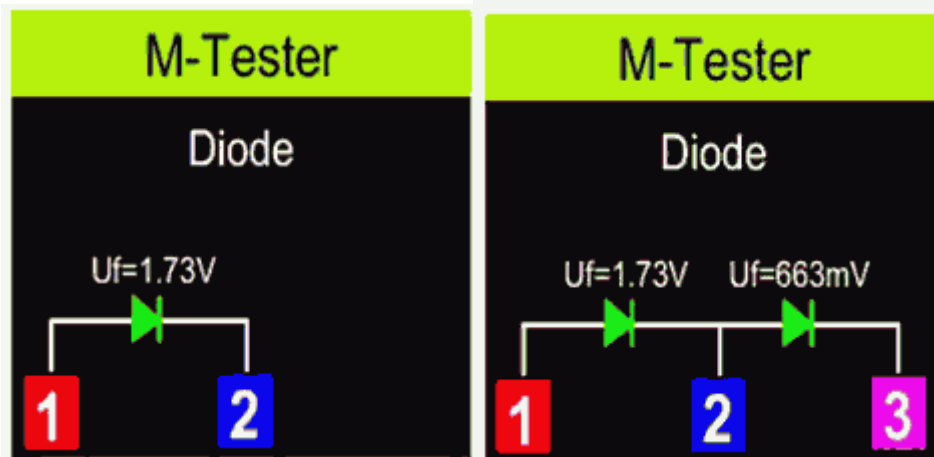 M-Tester
Diode
Uf=1.73V
1 2
M-Tester
Diode
Uf=1.73V Uf=663mV
1 2 3